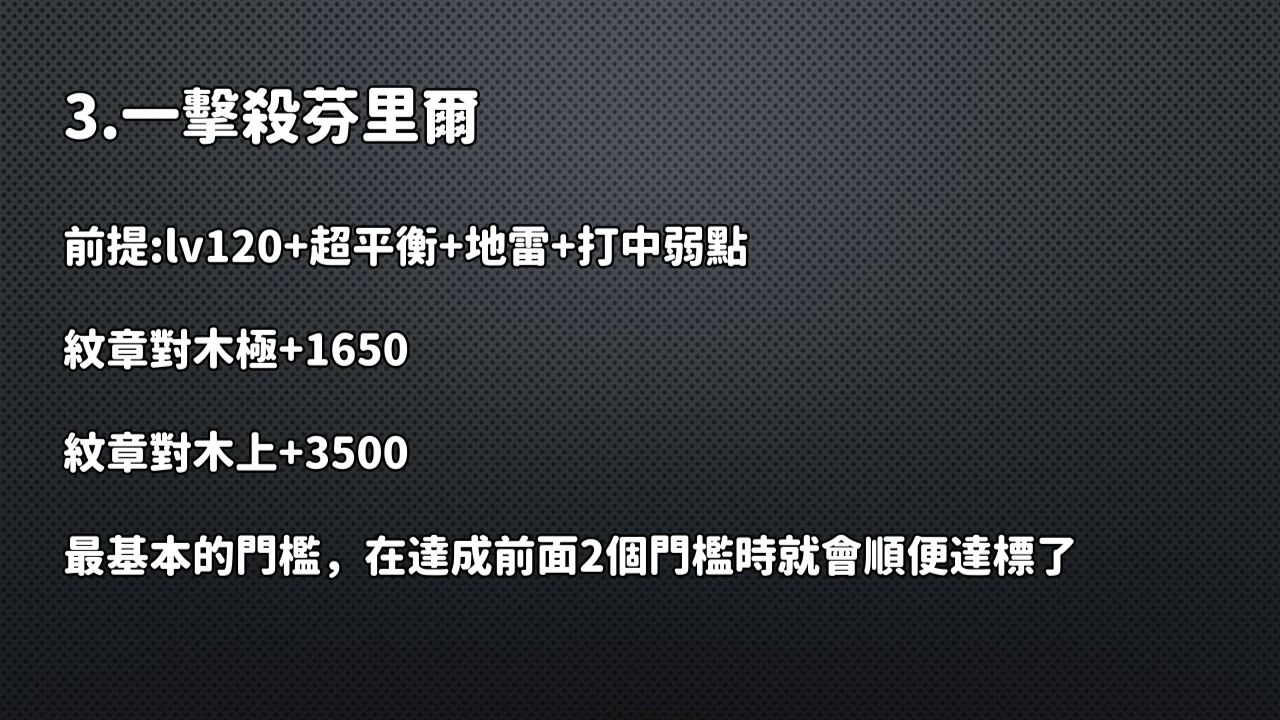 3.一擊殺芬里爾
前提:lv120+超平衡+地雷+打中弱點
紋章對木極+1650
紋章對木上+3500
最基本的門檻，在達成前面2個門檻時就會順便達標了